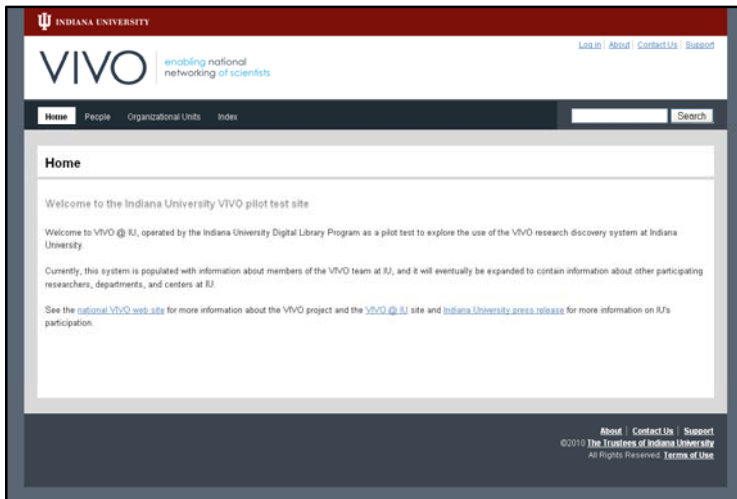 INDIANA UNIVERSITY
Log in | About | Contact Us | Support
VIVO
enabling national
networking of scientists
Home People Organizational Units Index Search
Home
Welcome to the Indiana University VIVO pilot test site
Welcome to VIVO @ IU, operated by the Indiana University Digital Library Program as a pilot test to explore the use of the VIVO research discovery system at Indiana
University.
Currently, this system is populated with information about members of the VIVO team at IU, and it will eventually be expanded to contain information about other participating
researchers, departments, and centers at IU.
See the national VIVO web site for more information about the VIVO project and the VIVO @ IU site and Indiana University press release for more information on IU's
participation.
About | Contact Us | Support
©2010 The Trustees of Indiana University
All Rights Reserved. Terms of Use